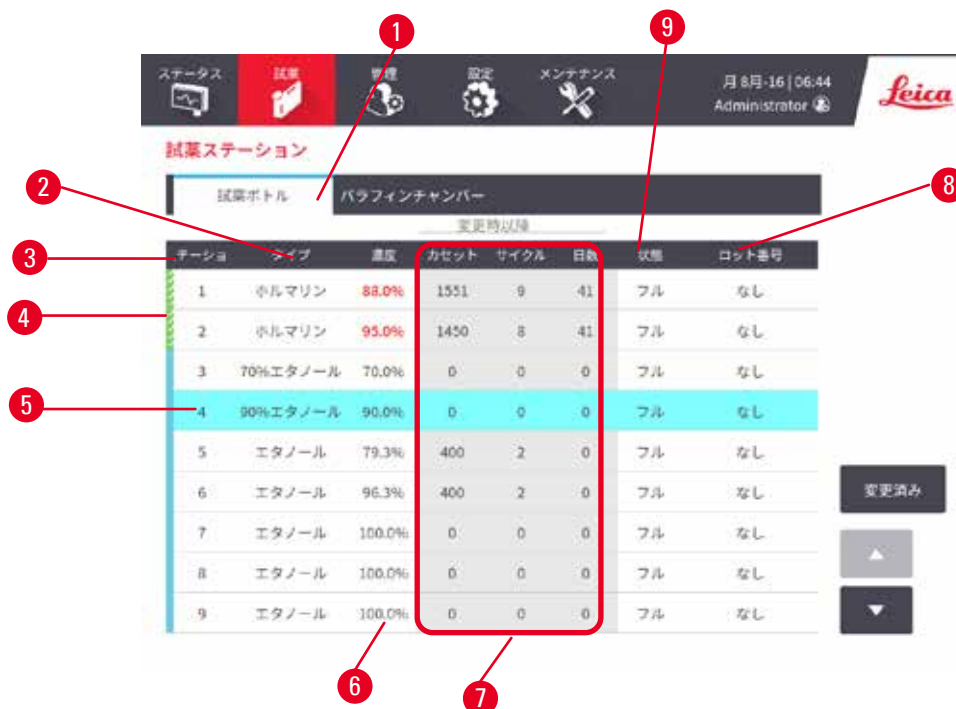 1
9
ステータス 試薬 管理 設定 メンテナンス
月 8月-16 | 06:44
Administrator
Leica
試薬ステーション
2
試薬ボトル パラフィンチャンバー
8
変更時以降
3
テーショ タイプ 濃度 カセット サイクル 日数 状態 ロット番号
1 ホルマリン 88.0% 1551 9 41 フル なし
4
2 ホルマリン 95.0% 1450 8 41 フル なし
3 70%エタノール 70.0% 0 0 0 フル なし
5
4 90%エタノール 90.0% 0 0 0 フル なし
5 エタノール 79.3% 400 2 0 フル なし
6 エタノール 96.3% 400 2 0 フル なし
変更済み
7 エタノール 100.0% 0 0 0 フル なし
8 エタノール 100.0% 0 0 0 フル なし
9 エタノール 100.0% 0 0 0 フル なし
6
7